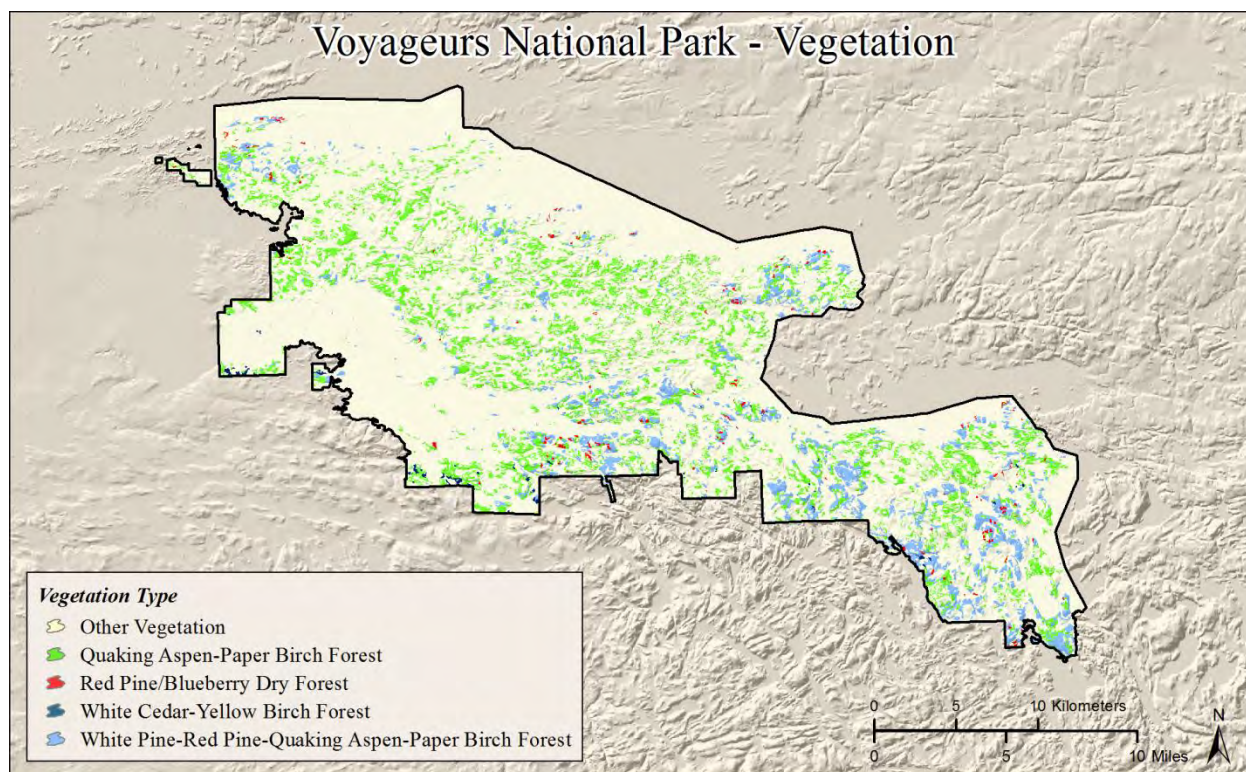 Voyageurs National Park - Vegetation
Vegetation Type
Other Vegetation
Quaking Aspen-Paper Birch Forest
Red Pine/Blueberry Dry Forest
White Cedar-Yellow Birch Forest
White Pine-Red Pine-Quaking Aspen-Paper Birch Forest
0 5 10 Kilometers
0 5 10 Miles
N